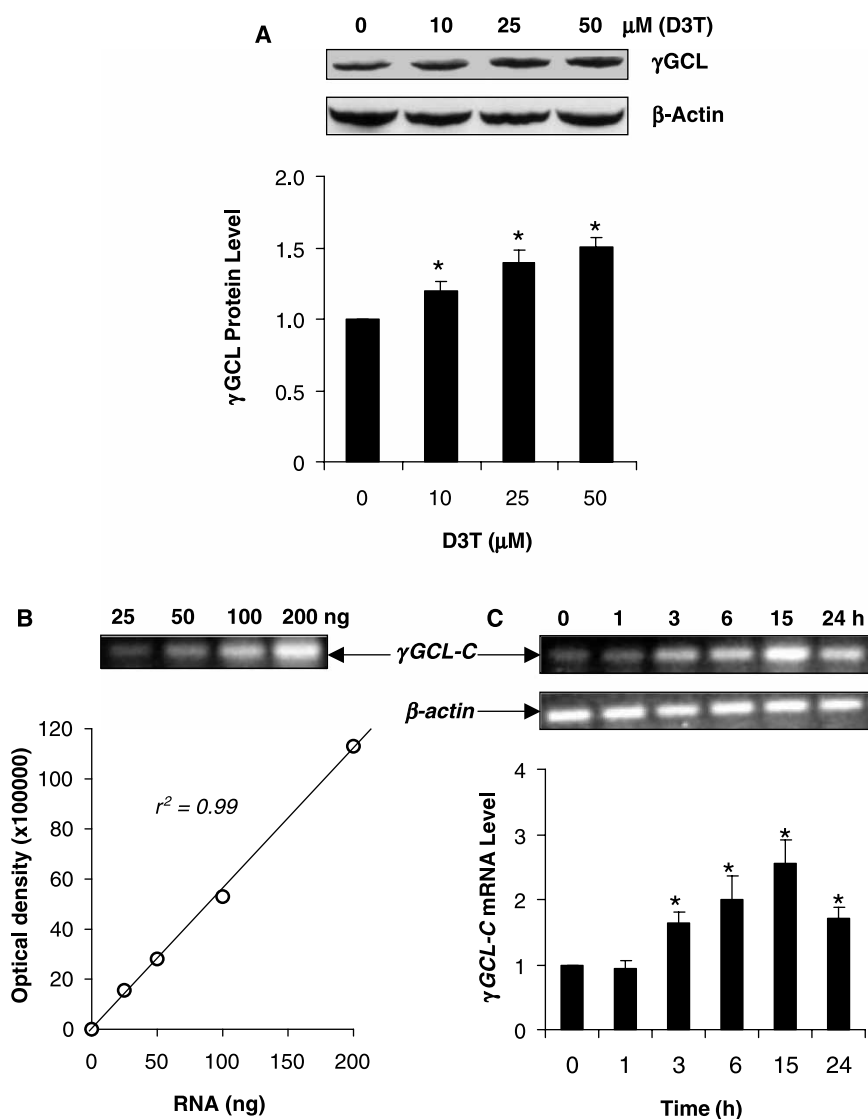 A
0 10 25 50 μM (D3T)
γGCL
β-Actin
γGCL Protein Level
2.0
1.5
1.0
0.5
0
* * *
0 10 25 50
D3T (μM)
B
25 50 100 200 ng
γGCL-C
β-actin
C
0 1 3 6 15 24 h
Optical density (x100000)
120
100
80
60
40
20
0
r² = 0.99
0 50 100 150 200
RNA (ng)
γGCL-C mRNA Level
4
3
2
1
0
* * * *
0 1 3 6 15 24
Time (h)